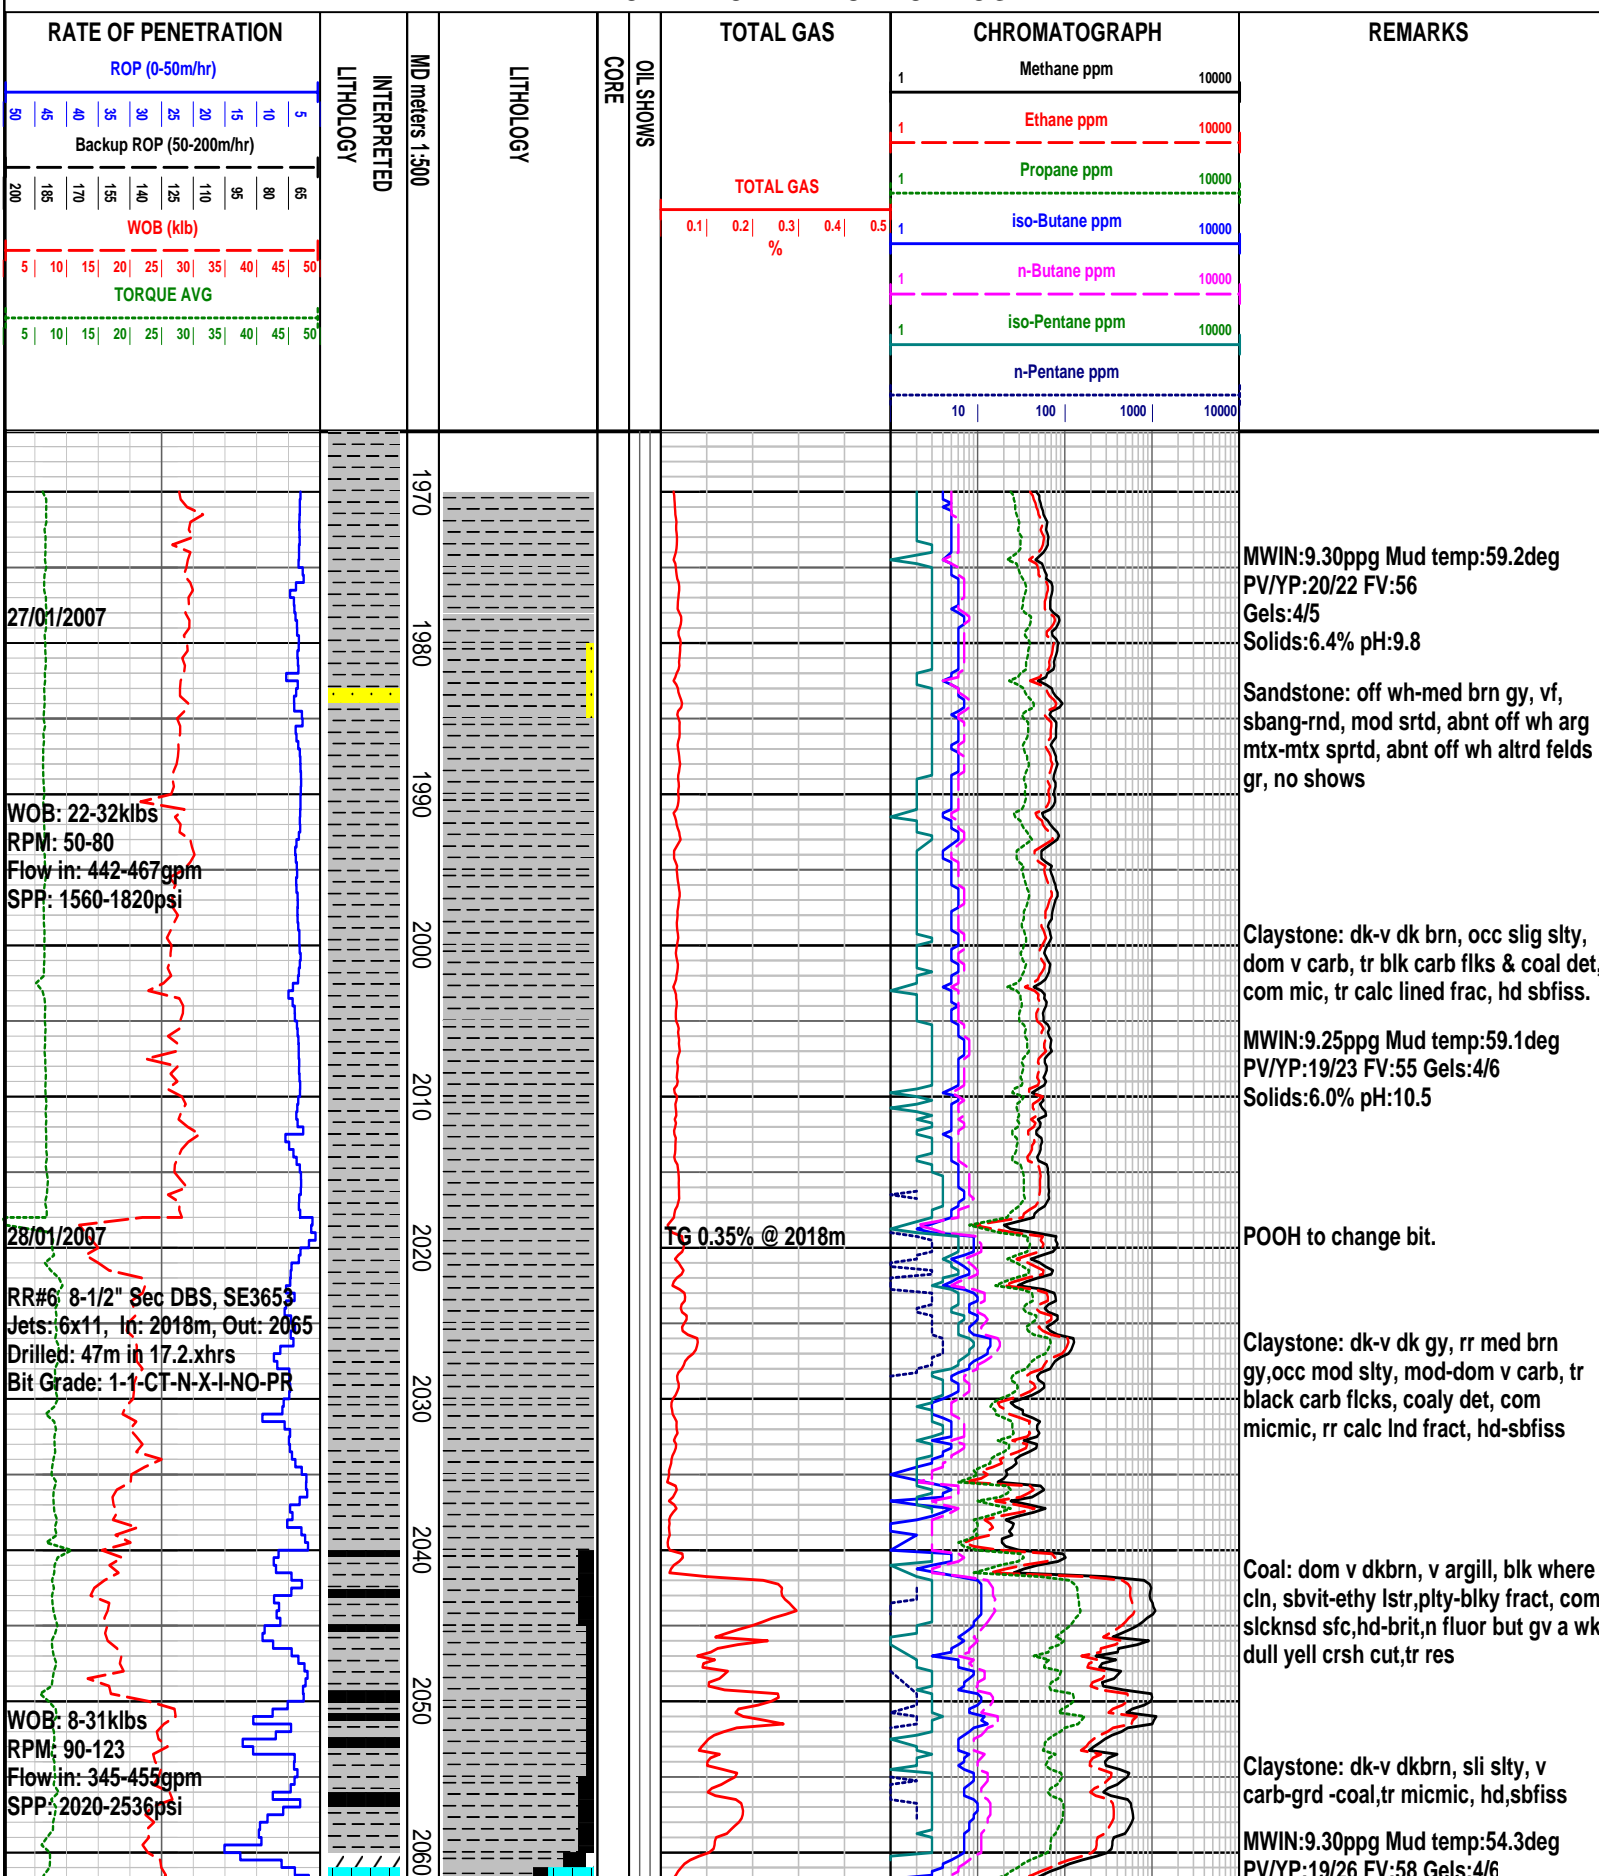 RATE OF PENETRATION
ROP (0-50m/hr)
50 45 40 35 30 25 20 15 10 5
Backup ROP (50-200m/hr)
200 185 170 155 140 125 110 95 80 65
WOB (klb)
5 10 15 20 25 30 35 40 45 50
TORQUE AVG
5 10 15 20 25 30 35 40 45 50
INTERPRETED
LITHOLOGY
MD meters 1:500
LITHOLOGY
CORE
OIL SHOWS
TOTAL GAS
TOTAL GAS
0.1 0.2 0.3 0.4 0.5
%
CHROMATOGRAPH
Methane ppm
1 10000
Ethane ppm
1 10000
Propane ppm
1 10000
iso-Butane ppm
1 10000
n-Butane ppm
1 10000
iso-Pentane ppm
1 10000
n-Pentane ppm
10 100 1000 10000
REMARKS
27/01/2007
WOB: 22-32klbs
RPM: 50-80
Flow in: 442-467gpm
SPP: 1560-1820psi
28/01/2007
RR#6 8-1/2" Sec DBS, SE3653
Jets: 6x11, In: 2018m, Out: 2065
Drilled: 47m in 17.2.xhrs
Bit Grade: 1-1-CT-N-X-I-NO-PR
WOB: 8-31klbs
RPM: 90-123
Flow in: 345-455gpm
SPP: 2020-2536psi
1970
1980
1990
2000
2010
2020
2030
2040
2050
2060
TG 0.35% @ 2018m
MWIN:9.30ppg Mud temp:59.2deg
PV/YP:20/22 FV:56
Gels:4/5
Solids:6.4% pH:9.8
Sandstone: off wh-med brn gy, vf,
sbang-rnd, mod srtd, abnt off wh arg
mtx-mtx sprtd, abnt off wh altrd felds
gr, no shows
Claystone: dk-v dk brn, occ slig slty,
dom v carb, tr blk carb flks & coal det,
com mic, tr calc lined frac, hd sbfiss.
MWIN:9.25ppg Mud temp:59.1deg
PV/YP:19/23 FV:55 Gels:4/6
Solids:6.0% pH:10.5
POOH to change bit.
Claystone: dk-v dk gy, rr med brn
gy,occ mod slty, mod-dom v carb, tr
black carb flcks, coaly det, com
micmic, rr calc lnd fract, hd-sbfiss
Coal: dom v dkbrn, v argill, blk where
cln, sbvit-ethy lstr,plty-blky fract, com
slcknsd sfc,hd-brit,n fluor but gv a wk
dull yell crsh cut,tr res
Claystone: dk-v dkbrn, sli slty, v
carb-grd -coal,tr micmic, hd,sbfiss
MWIN:9.30ppg Mud temp:54.3deg
PV/YP:19/26 FV:58 Gels:4/6